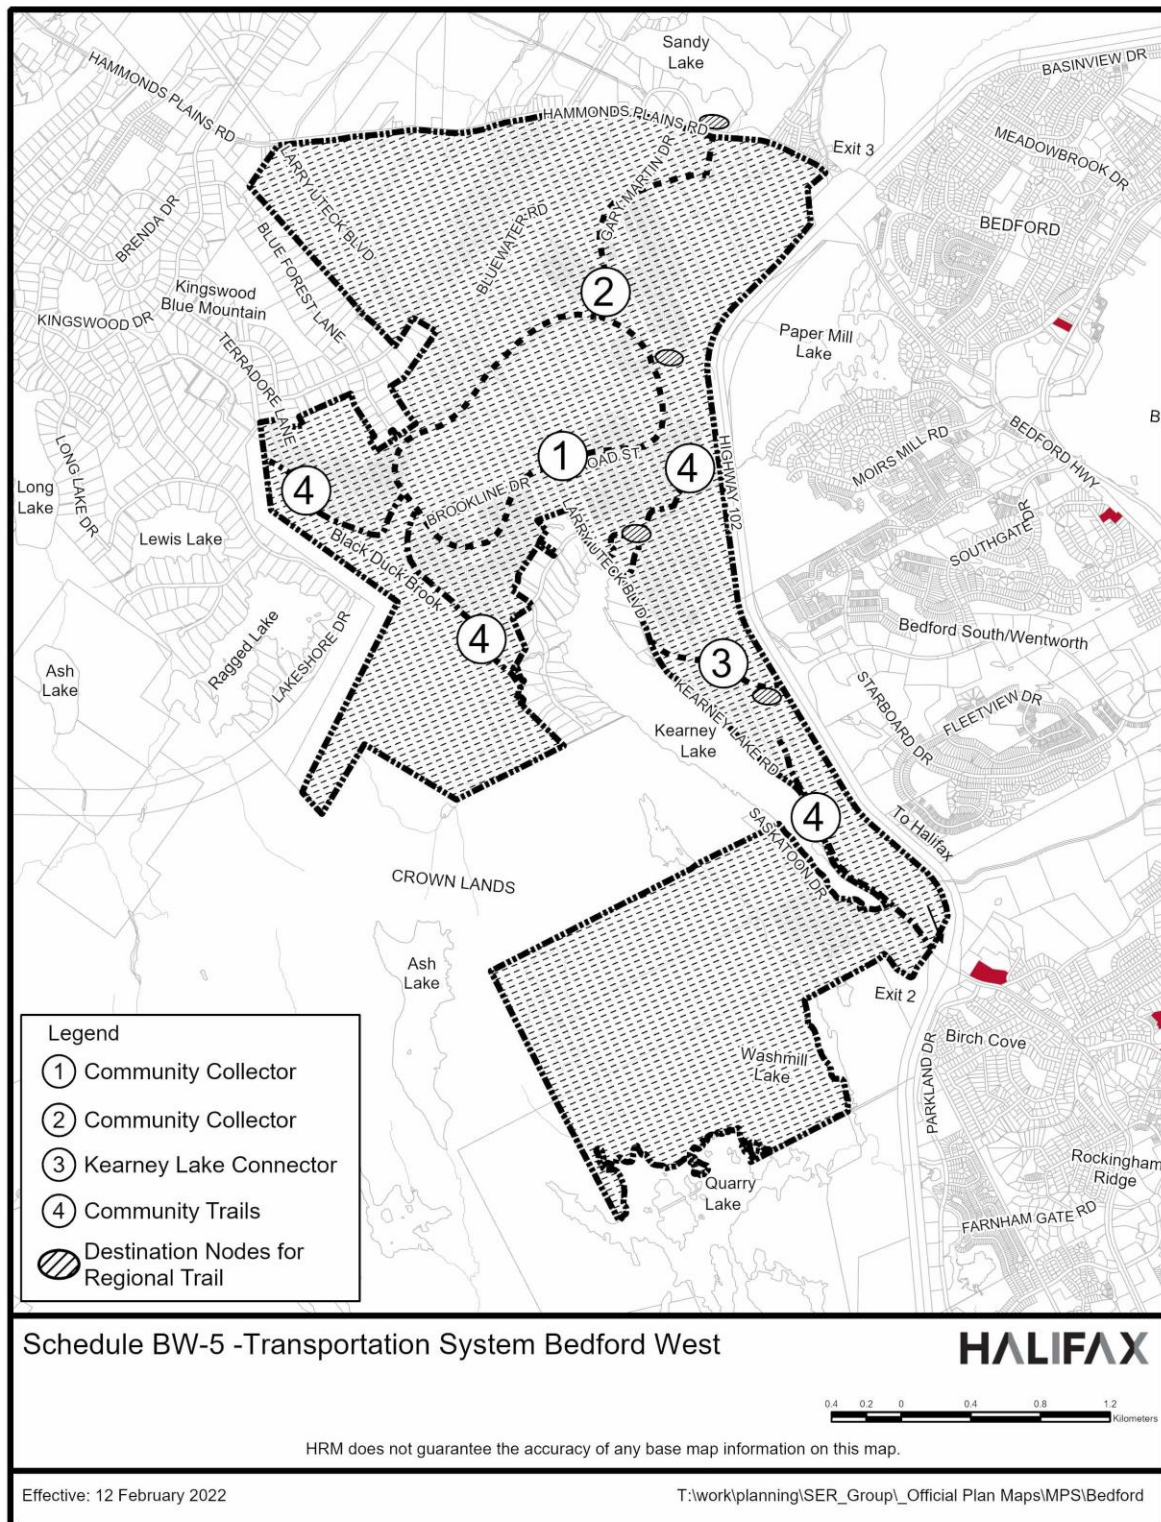 Sandy
Lake
BASINVIEW DR
HAMMONDS PLAINS RD
HAMMONDS PLAINS RD
Exit 3
MEADOWBROOK DR
LARRY UTECK BLVD
GARY MARTIN DR
BRENDA DR
BLUEWATER RD
BEDFORD
BLUE FOREST LANE
Kingswood
Blue Mountain
2
KINGSWOOD DR
Paper Mill
Lake
TERRADORE LANE
B
LONG LAKE DR
MOIRS MILL RD
BEDFORD HWY
1
OAD ST
4
HIGHWAY 102
4
BROOKLINE DR
Long
Lake
LARRY UTECK BLVD
SOUTHGATE DR
Lewis Lake
Black Duck Brook
Bedford South/Wentworth
Ragged Lake
LAKESHORE DR
4
3
Ash
Lake
STARBOARD DR
FLEETVIEW DR
KEARNEY LAKE RD
Kearney
Lake
4
To Halifax
SASKATOON DR
CROWN LANDS
Ash
Lake
Exit 2
Birch Cove
Washmill
Lake
PARKLAND DR
Rockingham
Ridge
Quarry
Lake
FARNHAM GATE RD
Legend
1 Community Collector
2 Community Collector
3 Kearney Lake Connector
4 Community Trails
Destination Nodes for
Regional Trail
Schedule BW-5 -Transportation System Bedford West
HALIFAX
0.4 0.2 0 0.4 0.8 1.2
Kilometers
HRM does not guarantee the accuracy of any base map information on this map.
Effective: 12 February 2022
T:\work\planning\SER_Group\_Official Plan Maps\MPS\Bedford